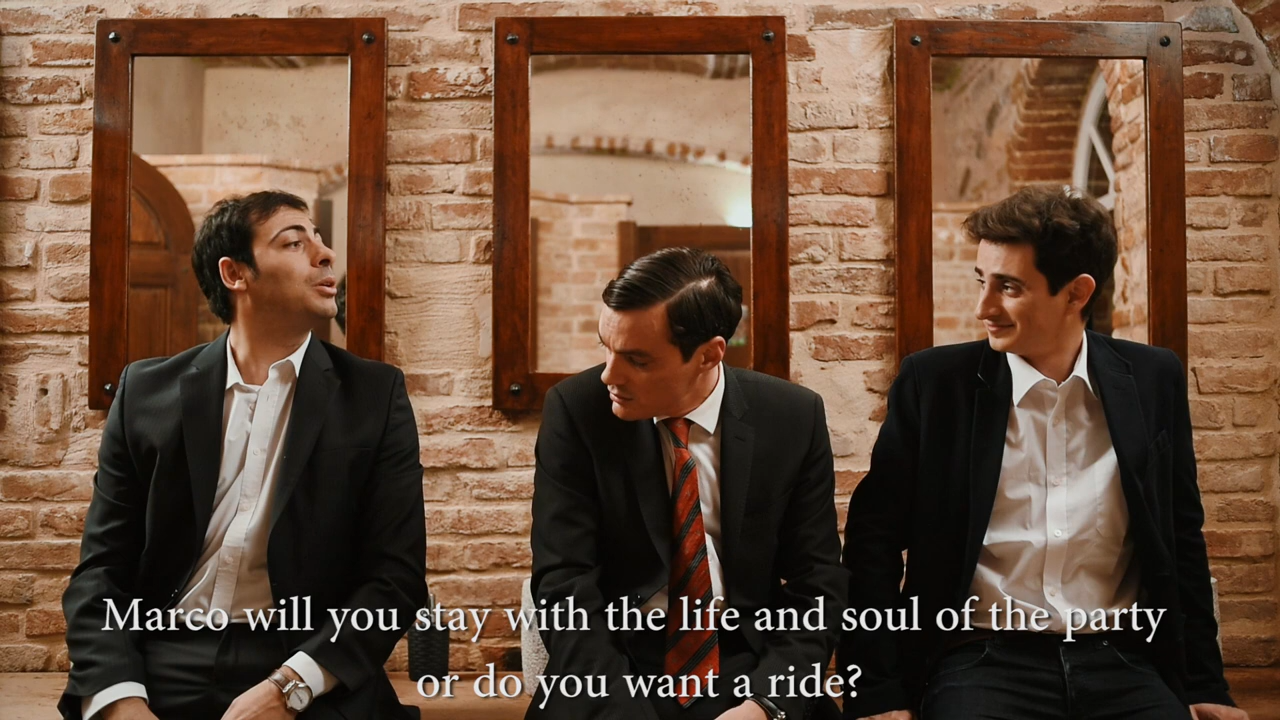 Marco will you stay with the life and soul of the party
or do you want a ride?